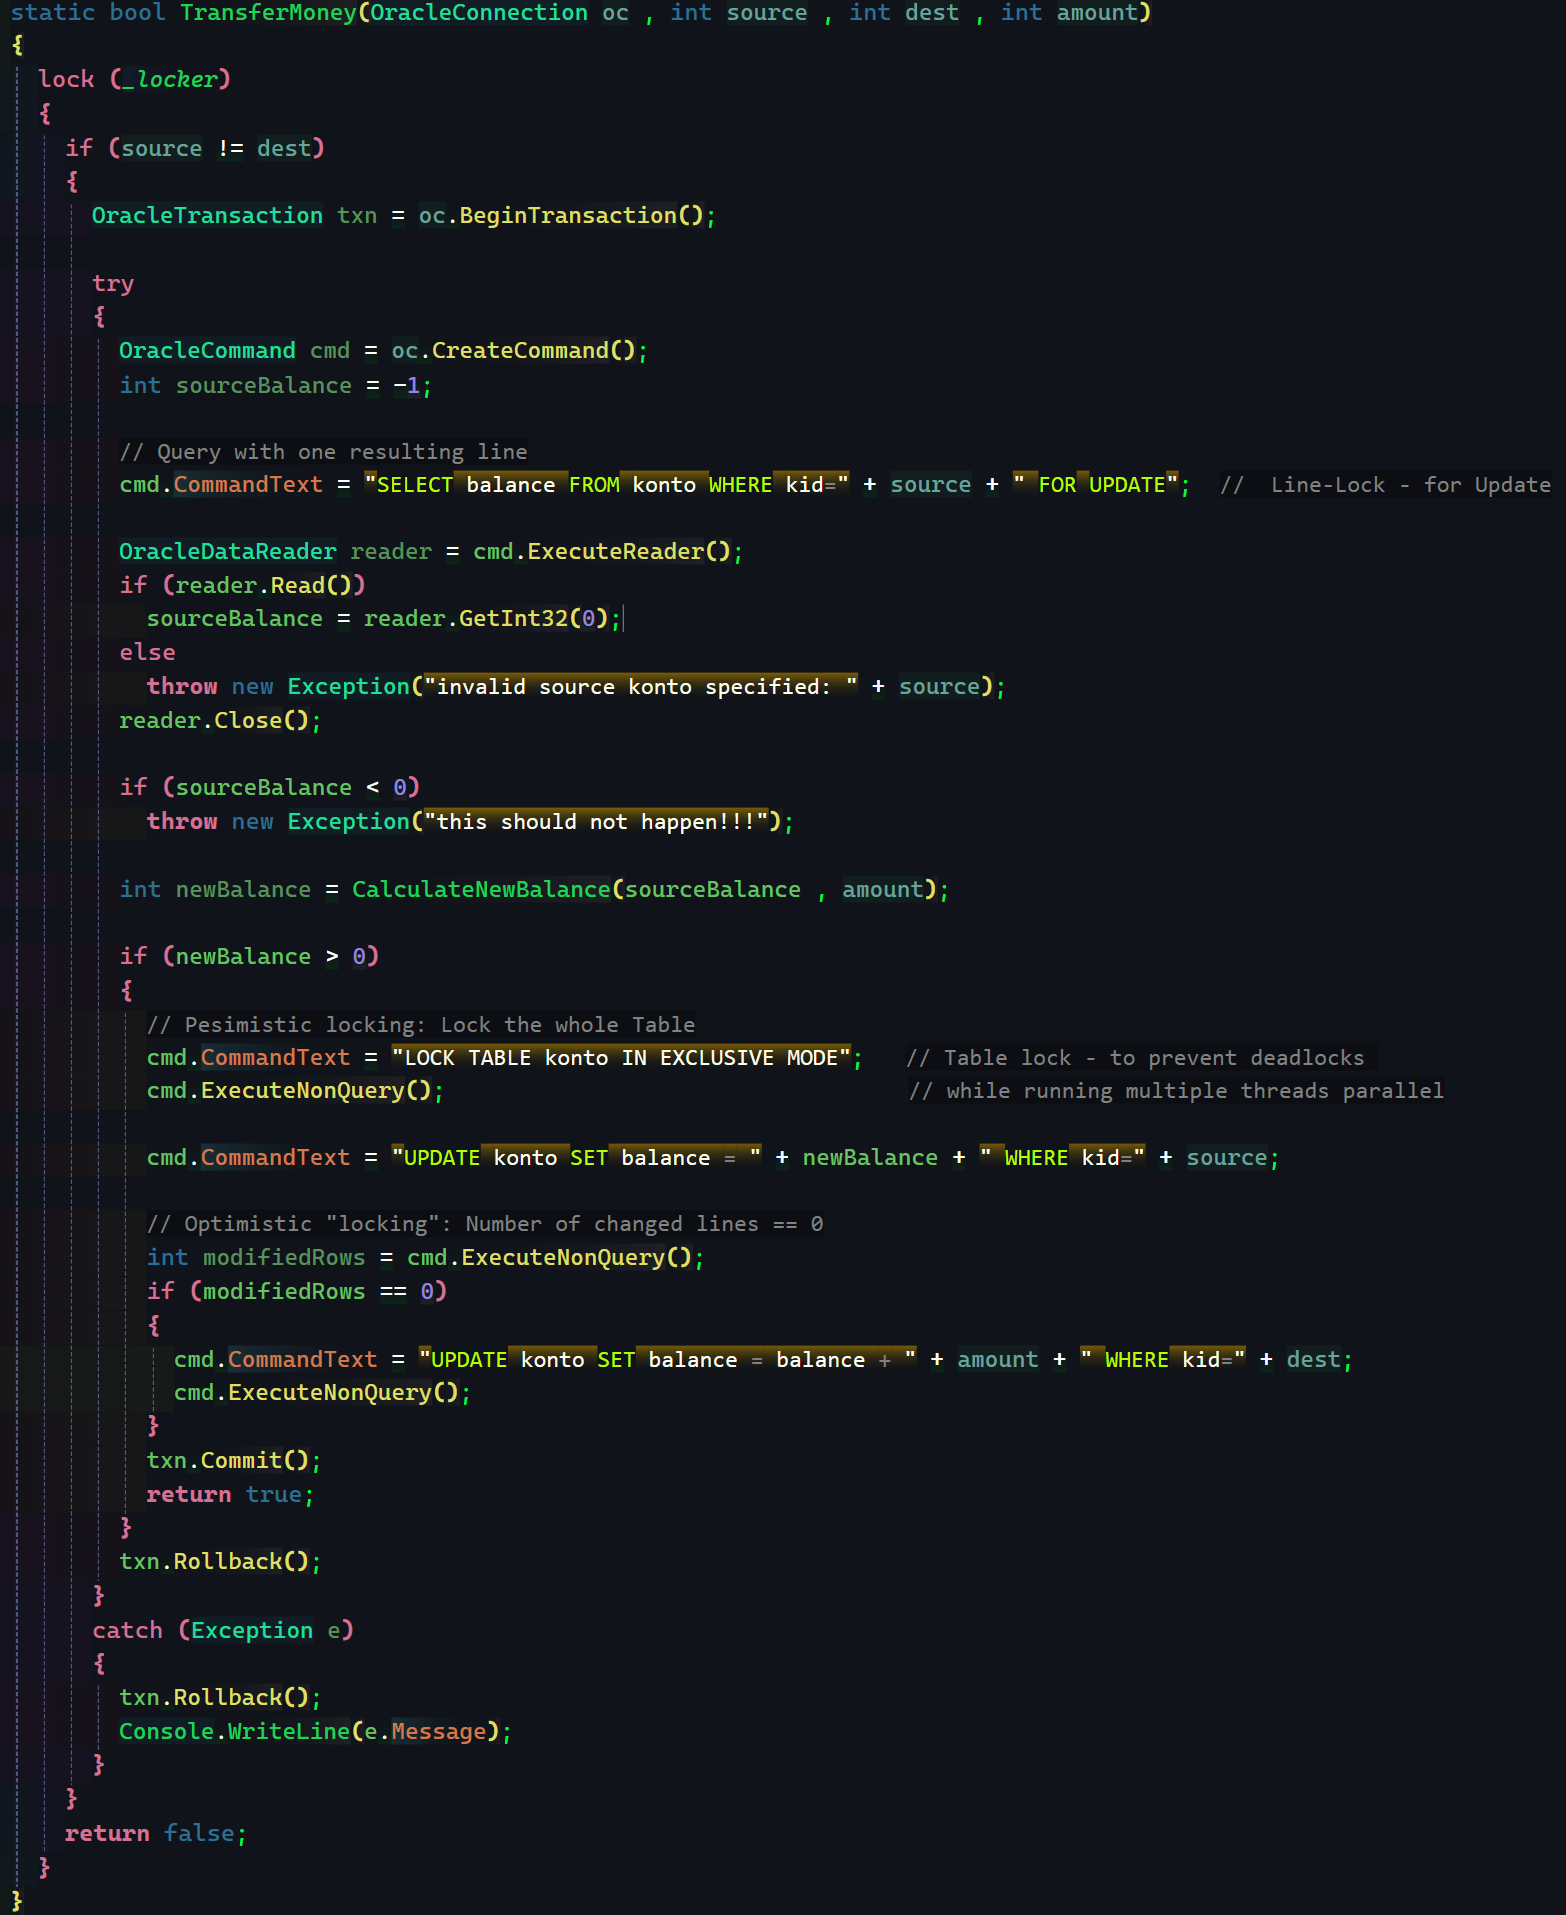 static bool TransferMoney(OracleConnection oc , int source , int dest , int amount)
{
lock (_locker)
{
if (source != dest)
{
OracleTransaction txn = oc.BeginTransaction();
try
{
OracleCommand cmd = oc.CreateCommand();
int sourceBalance = -1;
// Query with one resulting line
cmd.CommandText = "SELECT balance FROM konto WHERE kid=" + source + " FOR UPDATE"; //  Line-Lock - for Update
OracleDataReader reader = cmd.ExecuteReader();
if (reader.Read())
sourceBalance = reader.GetInt32(0);
else
throw new Exception("invalid source konto specified: " + source);
reader.Close();
if (sourceBalance < 0)
throw new Exception("this should not happen!!!");
int newBalance = CalculateNewBalance(sourceBalance , amount);
if (newBalance > 0)
{
// Pesimistic locking: Lock the whole Table
cmd.CommandText = "LOCK TABLE konto IN EXCLUSIVE MODE"; // Table lock - to prevent deadlocks
cmd.ExecuteNonQuery(); // while running multiple threads parallel
cmd.CommandText = "UPDATE konto SET balance = " + newBalance + " WHERE kid=" + source;
// Optimistic "locking": Number of changed lines == 0
int modifiedRows = cmd.ExecuteNonQuery();
if (modifiedRows == 0)
{
cmd.CommandText = "UPDATE konto SET balance = balance + " + amount + " WHERE kid=" + dest;
cmd.ExecuteNonQuery();
}
txn.Commit();
return true;
}
txn.Rollback();
}
catch (Exception e)
{
txn.Rollback();
Console.WriteLine(e.Message);
}
}
return false;
}
}